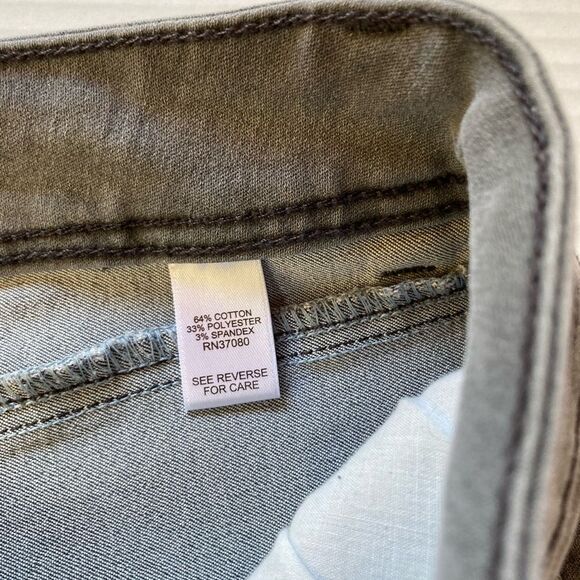 64% COTTON
33% POLYESTER
3% SPANDEX
RN37080
SEE REVERSE
FOR CARE